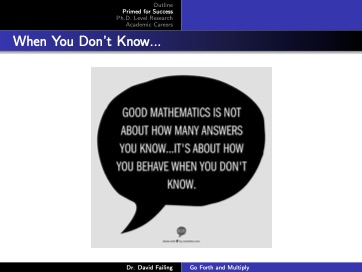 Outline
Primed for Success
Ph.D. Level Research
Academic Careers
When You Don't Know...
GOOD MATHEMATICS IS NOT
ABOUT HOW MANY ANSWERS
YOU KNOW...IT'S ABOUT HOW
YOU BEHAVE WHEN YOU DON'T
KNOW.
Dr. David Failing
Go Forth and Multiply